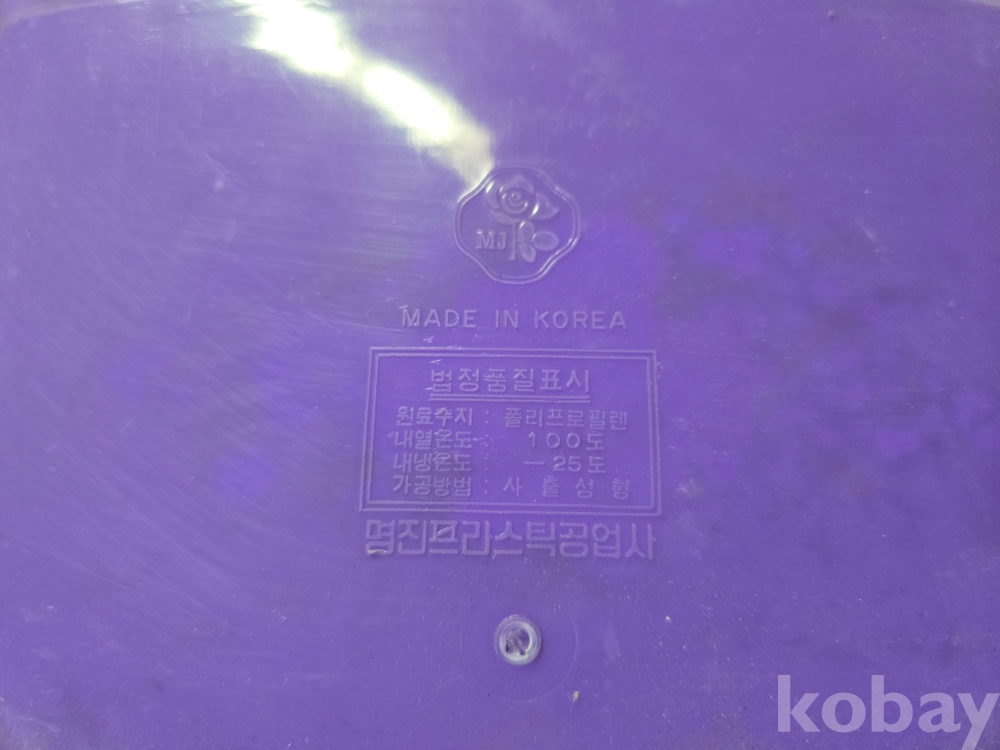 MJ
MADE IN KOREA
법정품질표시
원료수지 : 폴리프로필렌
내열온도 : 100도
내냉온도 : -25도
가공방법 : 사출성형
명진프라스틱공업사
kobay